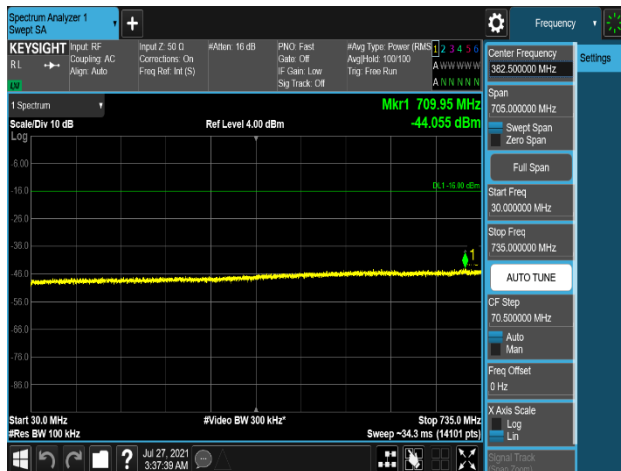 Spectrum Analyzer 1
Swept SA
Frequency
KEYSIGHT
RL
LXI
Input: RF
Coupling: AC
Align: Auto
Input Z: 50 Ω
Corrections: On
Freq Ref: Int (S)
#Atten: 16 dB
PNO: Fast
Gate: Off
IF Gain: Low
Sig Track: Off
#Avg Type: Power (RMS
Avg|Hold: 100/100
Trig: Free Run
1 2 3 4 5 6
A W W W W W
A N N N N N
1 Spectrum
Scale/Div 10 dB
Log
Ref Level 4.00 dBm
Mkr1 709.95 MHz
-44.055 dBm
-6.00
-16.0
DL1 -16.00 dBm
-26.0
-36.0
1
-46.0
-56.0
-66.0
-76.0
-86.0
Start 30.0 MHz
#Video BW 300 kHz*
Stop 735.0 MHz
#Res BW 100 kHz
Sweep ~34.3 ms (14101 pts)
Center Frequency
382.500000 MHz
Settings
Span
705.000000 MHz
Swept Span
Zero Span
Full Span
Start Freq
30.000000 MHz
Stop Freq
735.000000 MHz
AUTO TUNE
CF Step
70.500000 MHz
Auto
Man
Freq Offset
0 Hz
X Axis Scale
Log
Lin
Signal Track
(Span Zoom)
?
Jul 27, 2021
3:37:39 AM